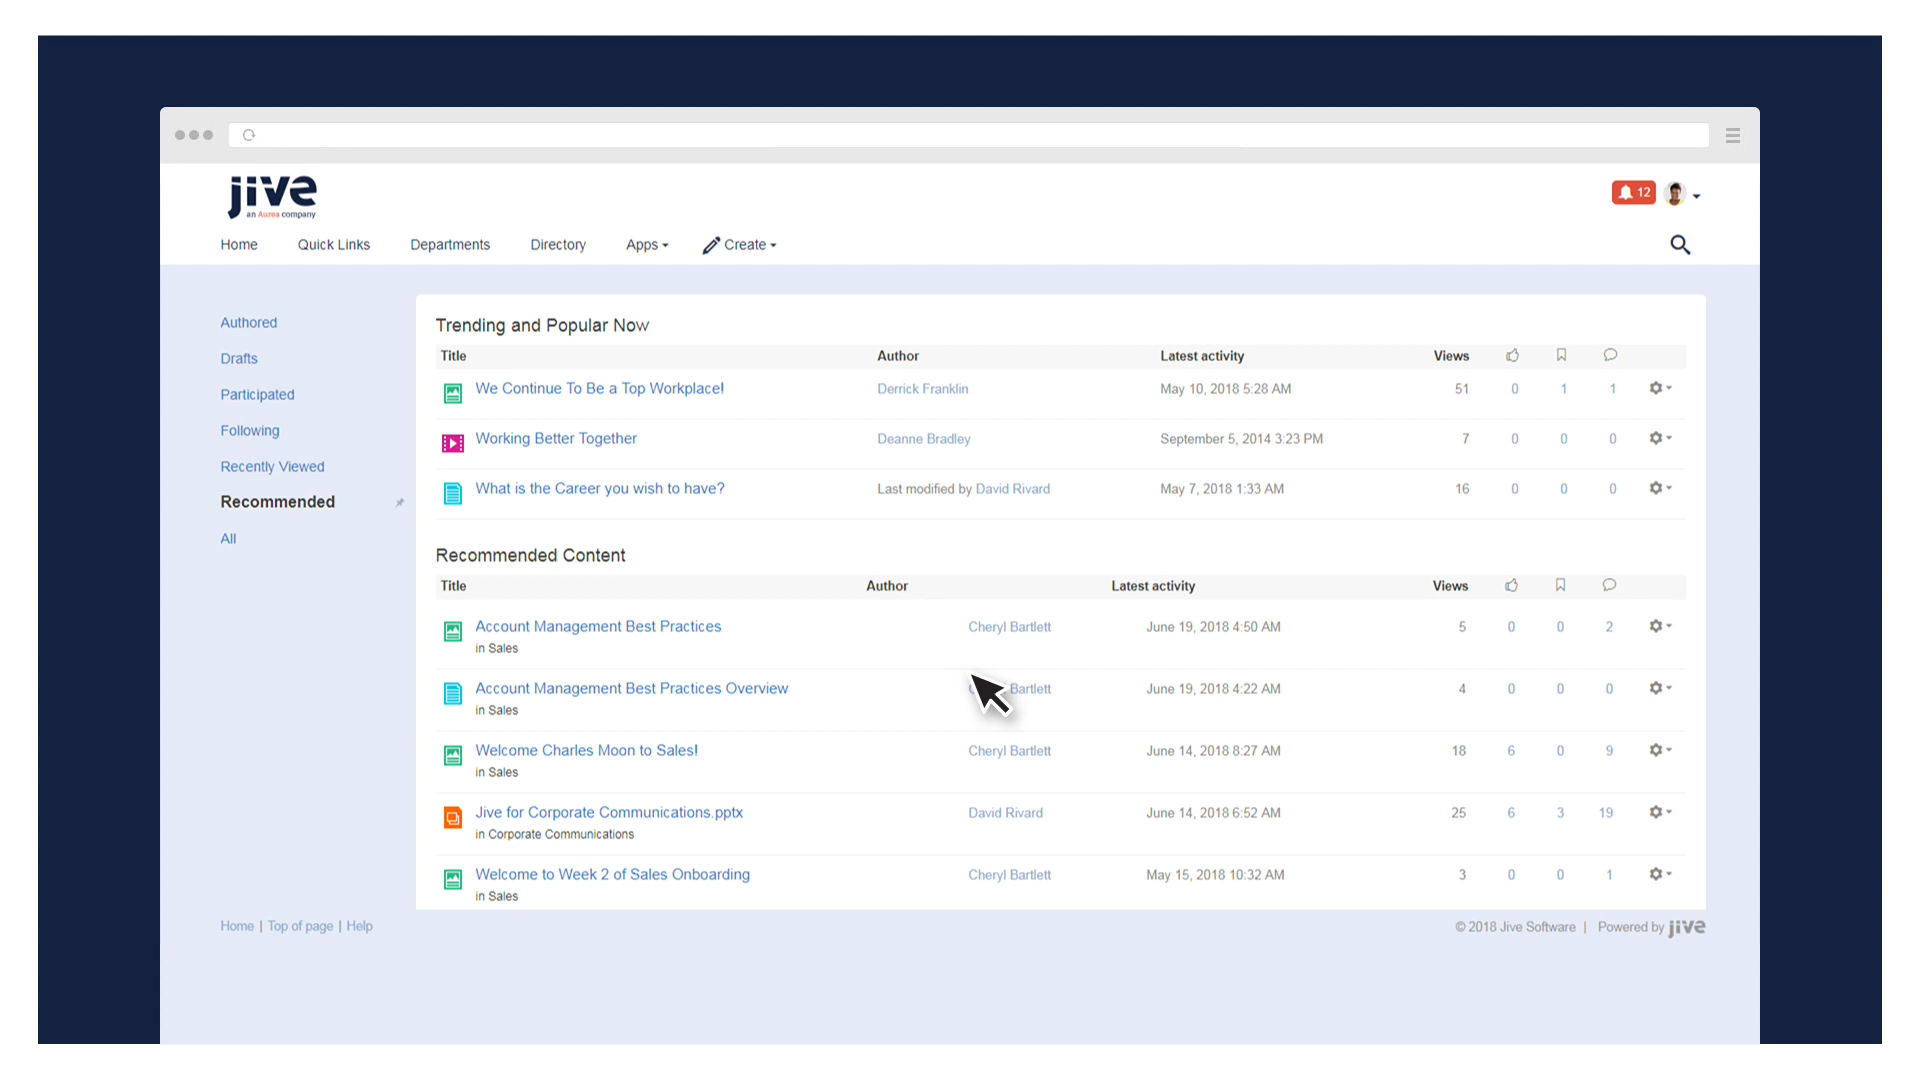 jive
an Aurea company
12
Home Quick Links Departments Directory Apps Create
Authored
Drafts
Participated
Following
Recently Viewed
Recommended
All
Trending and Popular Now
Title Author Latest activity Views
We Continue To Be a Top Workplace! Derrick Franklin May 10, 2018 5:28 AM 51 0 1 1
Working Better Together Deanne Bradley September 5, 2014 3:23 PM 7 0 0 0
What is the Career you wish to have? Last modified by David Rivard May 7, 2018 1:33 AM 16 0 0 0
Recommended Content
Title Author Latest activity Views
Account Management Best Practices Cheryl Bartlett June 19, 2018 4:50 AM 5 0 0 2
in Sales
Account Management Best Practices Overview Bartlett June 19, 2018 4:22 AM 4 0 0 0
in Sales
Welcome Charles Moon to Sales! Cheryl Bartlett June 14, 2018 8:27 AM 18 6 0 9
in Sales
Jive for Corporate Communications.pptx David Rivard June 14, 2018 6:52 AM 25 6 3 19
in Corporate Communications
Welcome to Week 2 of Sales Onboarding Cheryl Bartlett May 15, 2018 10:32 AM 3 0 0 1
in Sales
Home | Top of page | Help
© 2018 Jive Software | Powered by jive